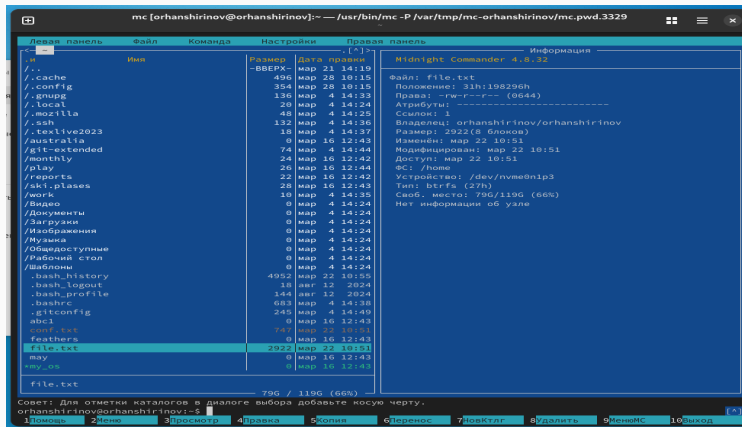 mc [orhanshirinov@orhanshirinov]:~ — /usr/bin/mc -P /var/tmp/mc-orhanshirinov/mc.pwd.3329
Левая панель Файл Команда Настройки Правая панель
<- ~ .[^]> Информация
.и Имя Размер Дата правки Midnight Commander 4.8.32
/.. -ВВЕРХ- мар 21 14:19
/.cache 496 мар 28 10:15 Файл: file.txt
/.config 354 мар 28 10:15 Положение: 31h:198296h
/.gnupg 136 мар 4 14:33 Права: -rw-r--r-- (0644)
/.local 20 мар 4 14:24 Атрибуты: --------------------------
/.mozilla 48 мар 4 14:25 Ссылок: 1
/.ssh 132 мар 4 14:36 Владелец: orhanshirinov/orhanshirinov
/.texlive2023 18 мар 4 14:37 Размер: 2922(8 блоков)
/australia 0 мар 16 12:43 Изменён: мар 22 10:51
/git-extended 74 мар 4 14:44 Модифицирован: мар 22 10:51
/monthly 24 мар 16 12:42 Доступ: мар 22 10:51
/play 26 мар 16 12:44 ФС: /home
/reports 22 мар 16 12:42 Устройство: /dev/nvme0n1p3
/ski.plases 28 мар 16 12:43 Тип: btrfs (27h)
/work 10 мар 4 14:35 Своб. место: 79G/119G (66%)
/Видео 0 мар 4 14:24 Нет информации об узле
/Документы 0 мар 4 14:24
/Загрузки 0 мар 4 14:24
/Изображения 0 мар 4 14:24
/Музыка 0 мар 4 14:24
/Общедоступные 0 мар 4 14:24
/Рабочий стол 0 мар 4 14:24
/Шаблоны 0 мар 4 14:24
.bash_history 4952 мар 22 10:55
.bash_logout 18 авг 12 2024
.bash_profile 144 авг 12 2024
.bashrc 683 мар 4 14:38
.gitconfig 245 мар 4 14:49
abc1 0 мар 16 12:43
conf.txt 747 мар 22 10:51
feathers 0 мар 16 12:43
file.txt 2922 мар 22 10:51
may 0 мар 16 12:43
*my_os 0 мар 16 12:43
file.txt
79G / 119G (66%)
Совет: Для отметки каталогов в диалоге выбора добавьте косую черту.
orhanshirinov@orhanshirinov:~$ [^]
1Помощь 2Меню 3Просмотр 4Правка 5Копия 6Перенос 7НовКтлг 8Удалить 9МенюМС 10Выход